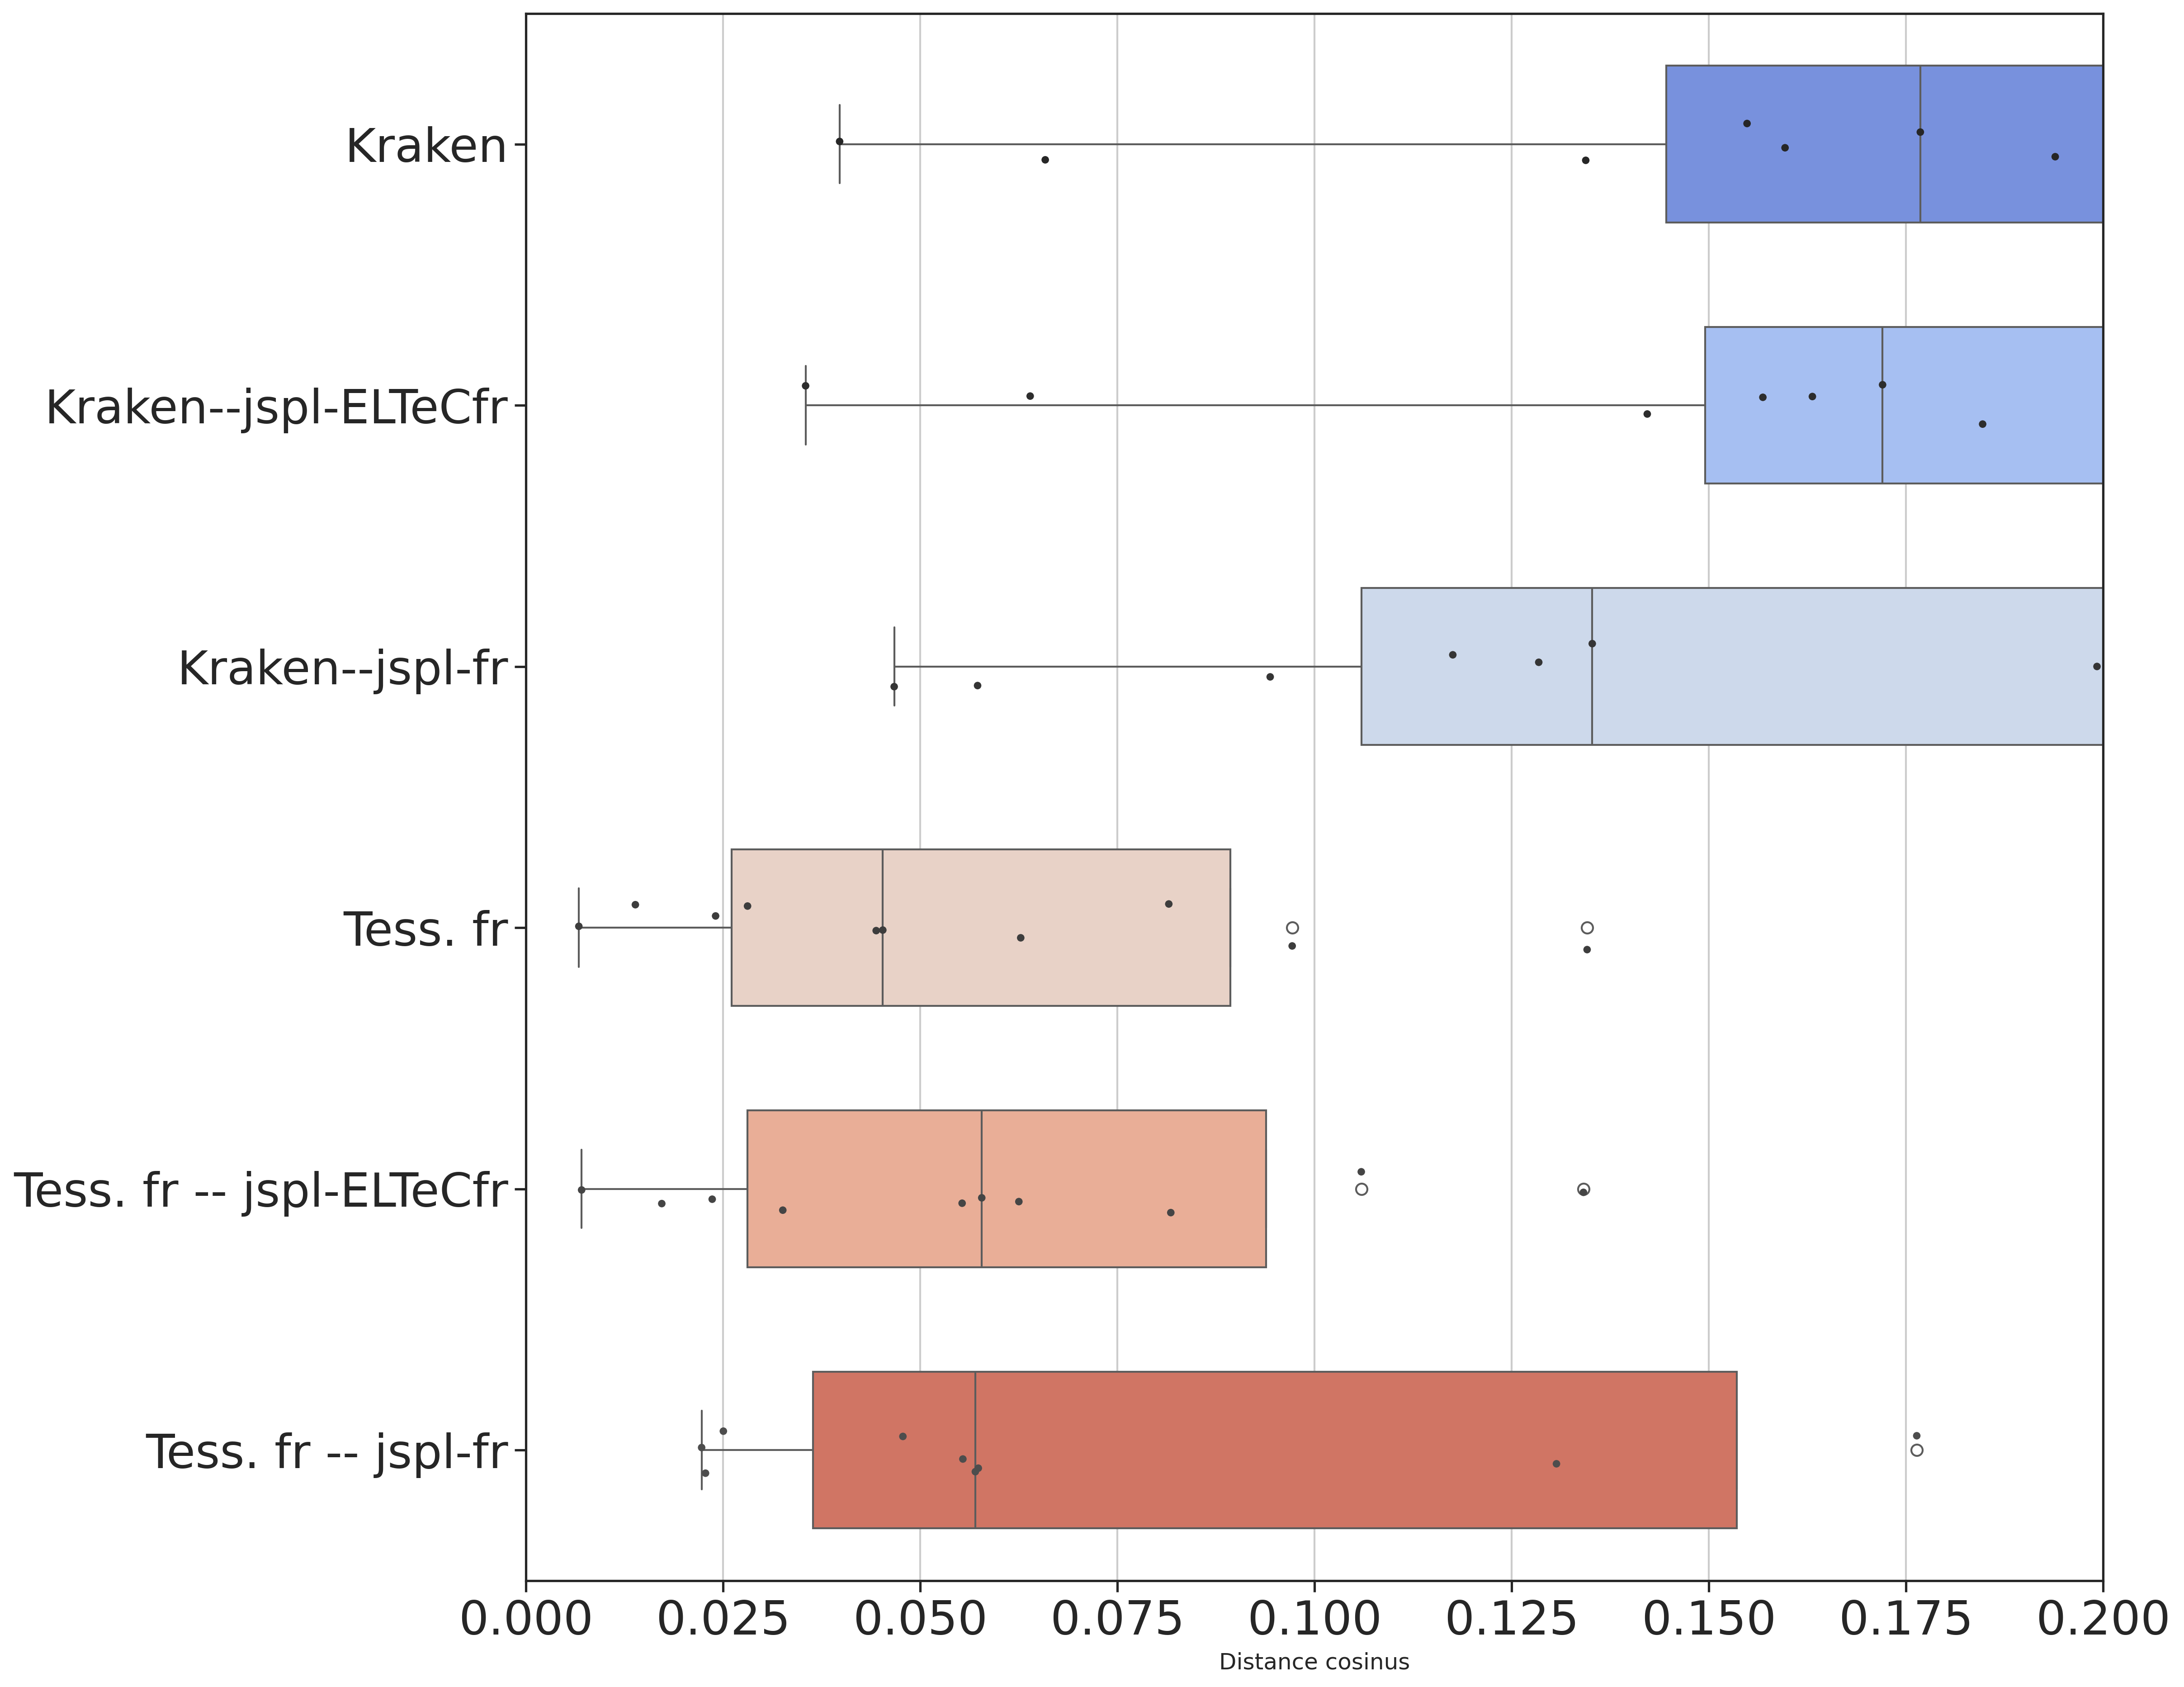 Kraken
Kraken--jspl-ELTeCfr
Kraken--jspl-fr
Tess. fr
Tess. fr -- jspl-ELTeCfr
Tess. fr -- jspl-fr
0.000 0.025 0.050 0.075 0.100 0.125 0.150 0.175 0.200
Distance cosinus